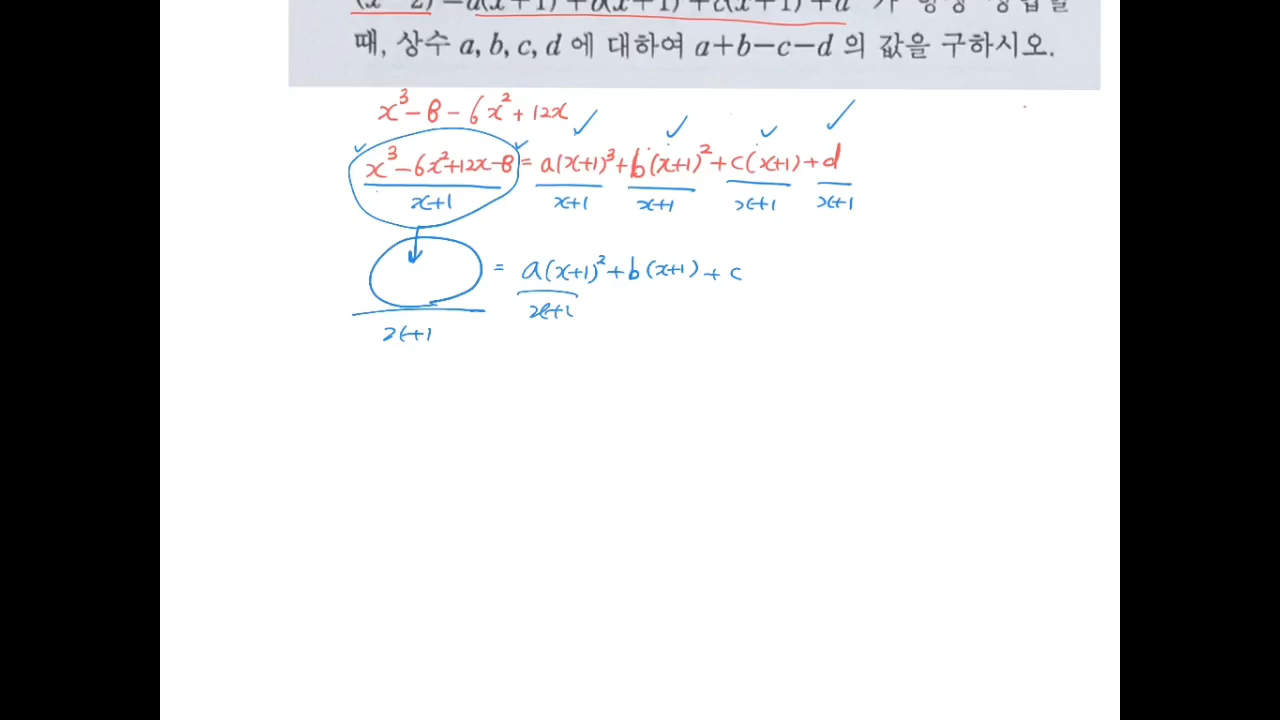 때, 상수 a, b, c, d 에 대하여 a+b−c−d 의 값을 구하시오.
x³−8−6x²+12x
x³−6x²+12x−8 = a(x+1)³+b(x+1)²+c(x+1)+d
x+1 x+1 x+1 x+1 x+1
= a(x+1)²+b(x+1)+c
x+1
x+1